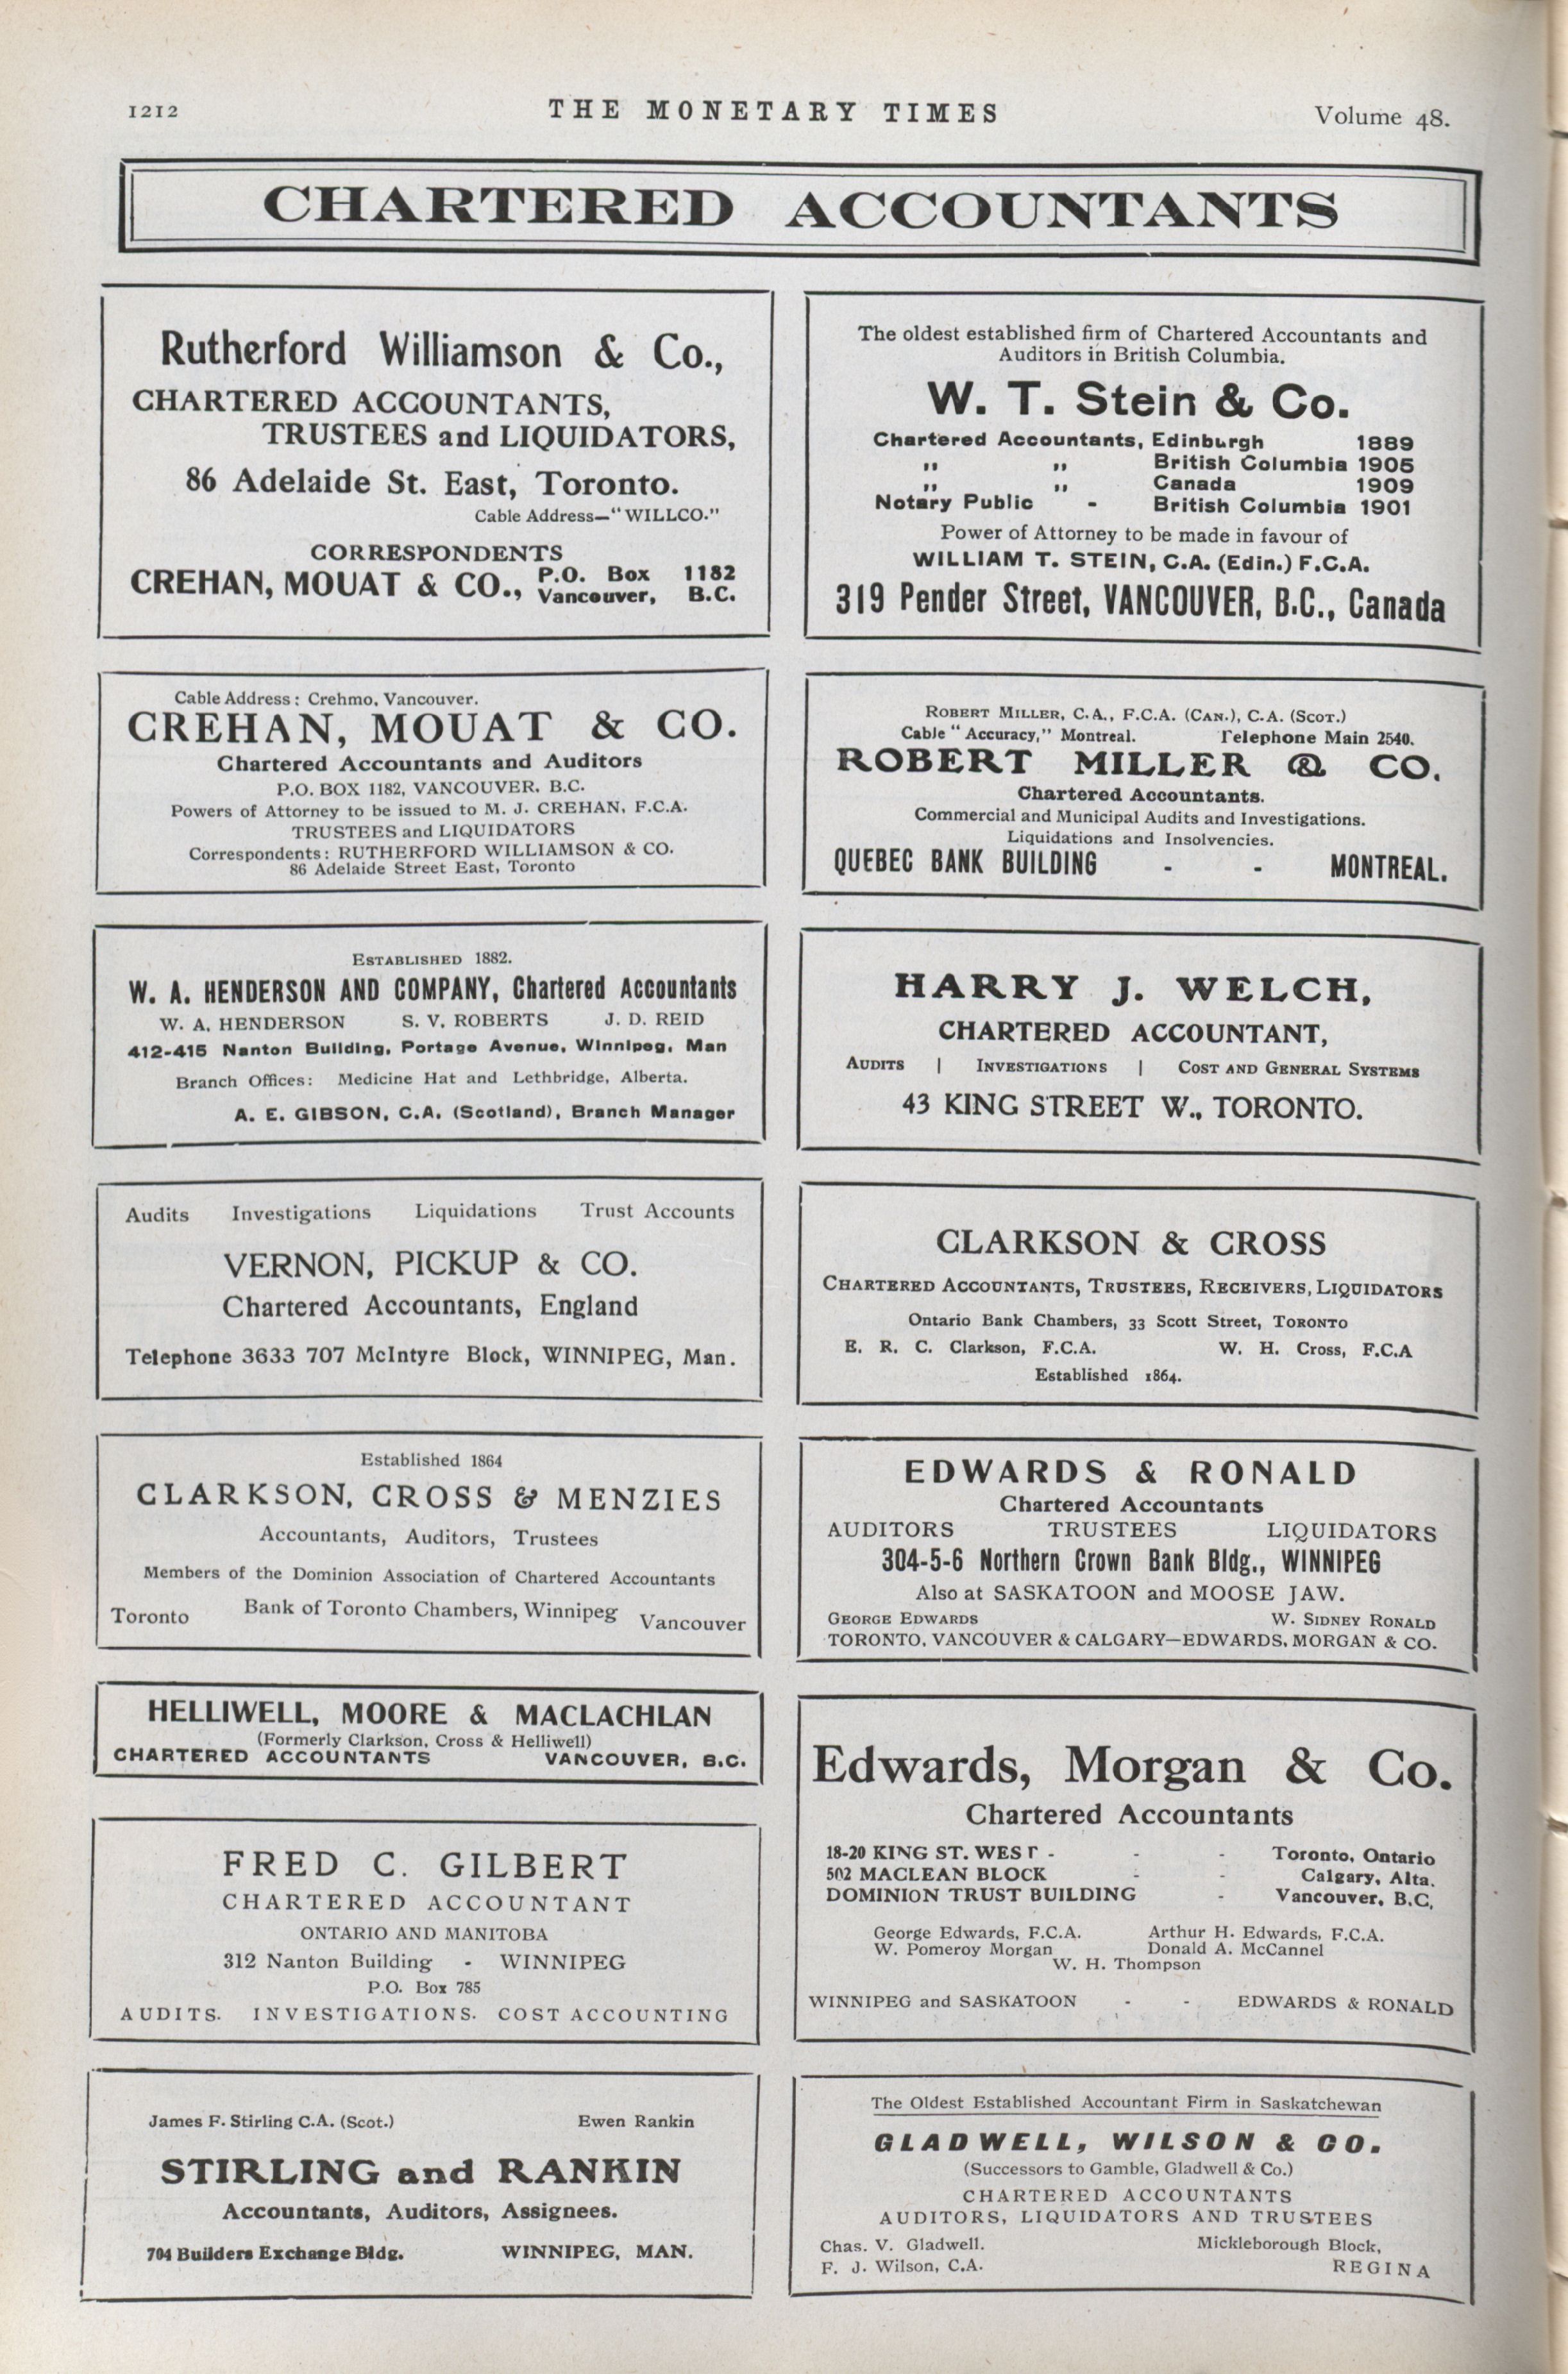 1212 THE MONETARY TIMES Volume 48.
CHARTERED ACCOUNTANTS
Rutherford Williamson & Co.,
CHARTERED ACCOUNTANTS,
TRUSTEES and LIQUIDATORS,
86 Adelaide St. East, Toronto.
Cable Address—"WILLCO."
CORRESPONDENTS
CREHAN, MOUAT & CO., P.O. Box 1182
Vancouver, B.C.
Cable Address: Crehmo, Vancouver.
CREHAN, MOUAT & CO.
Chartered Accountants and Auditors
P.O. BOX 1182, VANCOUVER, B.C.
Powers of Attorney to be issued to M. J. CREHAN, F.C.A.
TRUSTEES and LIQUIDATORS
Correspondents: RUTHERFORD WILLIAMSON & CO.
86 Adelaide Street East, Toronto
ESTABLISHED 1882.
W. A. HENDERSON AND COMPANY, Chartered Accountants
W. A. HENDERSON S. V. ROBERTS J. D. REID
412-415 Nanton Building, Portage Avenue, Winnipeg, Man
Branch Offices: Medicine Hat and Lethbridge, Alberta.
A. E. GIBSON, C.A. (Scotland), Branch Manager
Audits Investigations Liquidations Trust Accounts
VERNON, PICKUP & CO.
Chartered Accountants, England
Telephone 3633 707 McIntyre Block, WINNIPEG, Man.
Established 1864
CLARKSON, CROSS & MENZIES
Accountants, Auditors, Trustees
Members of the Dominion Association of Chartered Accountants
Toronto Bank of Toronto Chambers, Winnipeg Vancouver
HELLIWELL, MOORE & MACLACHLAN
(Formerly Clarkson, Cross & Helliwell)
CHARTERED ACCOUNTANTS VANCOUVER, B.C.
FRED C. GILBERT
CHARTERED ACCOUNTANT
ONTARIO AND MANITOBA
312 Nanton Building - WINNIPEG
P.O. Box 785
AUDITS. INVESTIGATIONS. COST ACCOUNTING
James F. Stirling C.A. (Scot.) Ewen Rankin
STIRLING and RANKIN
Accountants, Auditors, Assignees.
704 Builders Exchange Bldg. WINNIPEG, MAN.
The oldest established firm of Chartered Accountants and
Auditors in British Columbia.
W. T. Stein & Co.
Chartered Accountants, Edinburgh 1889
,, ,, British Columbia 1905
,, ,, Canada 1909
Notary Public - British Columbia 1901
Power of Attorney to be made in favour of
WILLIAM T. STEIN, C.A. (Edin.) F.C.A.
319 Pender Street, VANCOUVER, B.C., Canada
ROBERT MILLER, C.A., F.C.A. (CAN.), C.A. (SCOT.)
Cable "Accuracy," Montreal. Telephone Main 2540.
ROBERT MILLER & CO.
Chartered Accountants.
Commercial and Municipal Audits and Investigations.
Liquidations and Insolvencies.
QUEBEC BANK BUILDING - - MONTREAL.
HARRY J. WELCH,
CHARTERED ACCOUNTANT,
AUDITS | INVESTIGATIONS | COST AND GENERAL SYSTEMS
43 KING STREET W., TORONTO.
CLARKSON & CROSS
CHARTERED ACCOUNTANTS, TRUSTEES, RECEIVERS, LIQUIDATORS
Ontario Bank Chambers, 33 Scott Street, TORONTO
E. R. C. Clarkson, F.C.A. W. H. Cross, F.C.A
Established 1864.
EDWARDS & RONALD
Chartered Accountants
AUDITORS TRUSTEES LIQUIDATORS
304-5-6 Northern Crown Bank Bldg., WINNIPEG
Also at SASKATOON and MOOSE JAW.
GEORGE EDWARDS W. SIDNEY RONALD
TORONTO, VANCOUVER & CALGARY—EDWARDS, MORGAN & CO.
Edwards, Morgan & Co.
Chartered Accountants
18-20 KING ST. WEST - - - Toronto, Ontario
502 MACLEAN BLOCK - - Calgary, Alta.
DOMINION TRUST BUILDING - Vancouver, B.C,
George Edwards, F.C.A. Arthur H. Edwards, F.C.A.
W. Pomeroy Morgan Donald A. McCannel
W. H. Thompson
WINNIPEG and SASKATOON - - EDWARDS & RONALD
The Oldest Established Accountant Firm in Saskatchewan
GLADWELL, WILSON & CO.
(Successors to Gamble, Gladwell & Co.)
CHARTERED ACCOUNTANTS
AUDITORS, LIQUIDATORS AND TRUSTEES
Chas. V. Gladwell. Mickleborough Block,
F. J. Wilson, C.A. REGINA